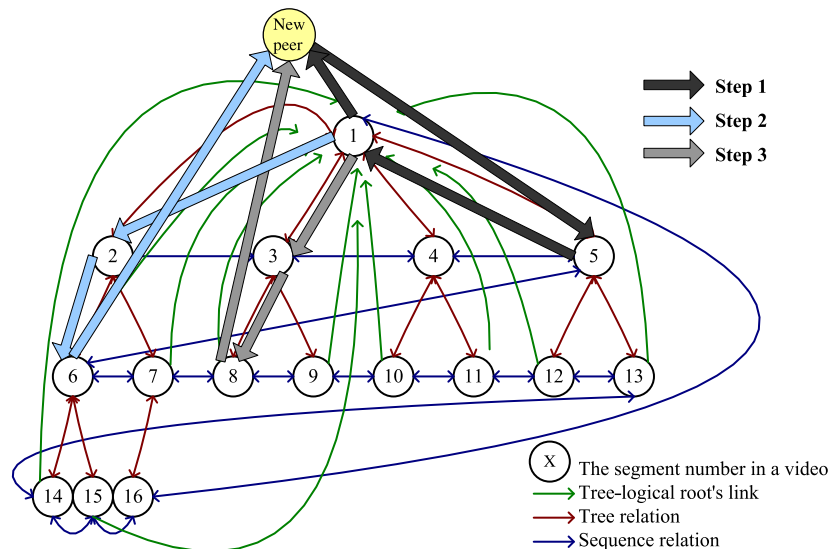 New
peer
Step 1
Step 2
Step 3
1
2
3
4
5
6
7
8
9
10
11
12
13
14
15
16
X
The segment number in a video
Tree-logical root's link
Tree relation
Sequence relation